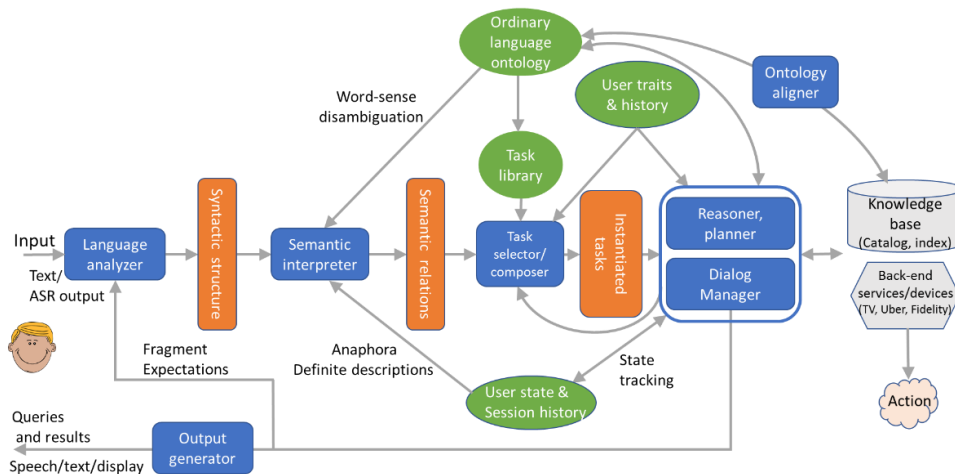 Ordinary
language
ontology
Ontology
aligner
User traits
& history
Word-sense
disambiguation
Task
library
Syntactic structure
Semantic relations
Instantiated
tasks
Reasoner,
planner
Knowledge
base
(Catalog, index)
Input
Language
analyzer
Semantic
interpreter
Task
selector/
composer
Text/
ASR output
Dialog
Manager
Back-end
services/devices
(TV, Uber, Fidelity)
Fragment
Expectations
Anaphora
Definite descriptions
State
tracking
User state &
Session history
Action
Queries
and results
Output
generator
Speech/text/display